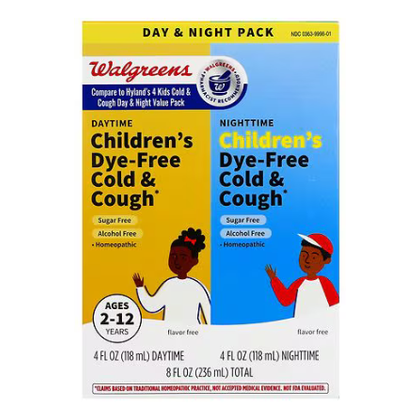 DAY & NIGHT PACK
NDC 0363-9998-01
Walgreens
WALGREENS
PHARMACIST RECOMMENDED
Compare to Hyland's 4 Kids Cold &
Cough Day & Night Value Pack
DAYTIME
Children's
Dye-Free
Cold &
Cough*
Sugar Free
Alcohol Free
• Homeopathic
NIGHTTIME
Children's
Dye-Free
Cold &
Cough*
Sugar Free
Alcohol Free
• Homeopathic
AGES
2-12
YEARS
flavor free
flavor free
4 FL OZ (118 mL) DAYTIME
4 FL OZ (118 mL) NIGHTTIME
8 FL OZ (236 mL) TOTAL
*CLAIMS BASED ON TRADITIONAL HOMEOPATHIC PRACTICE, NOT ACCEPTED MEDICAL EVIDENCE. NOT FDA EVALUATED.